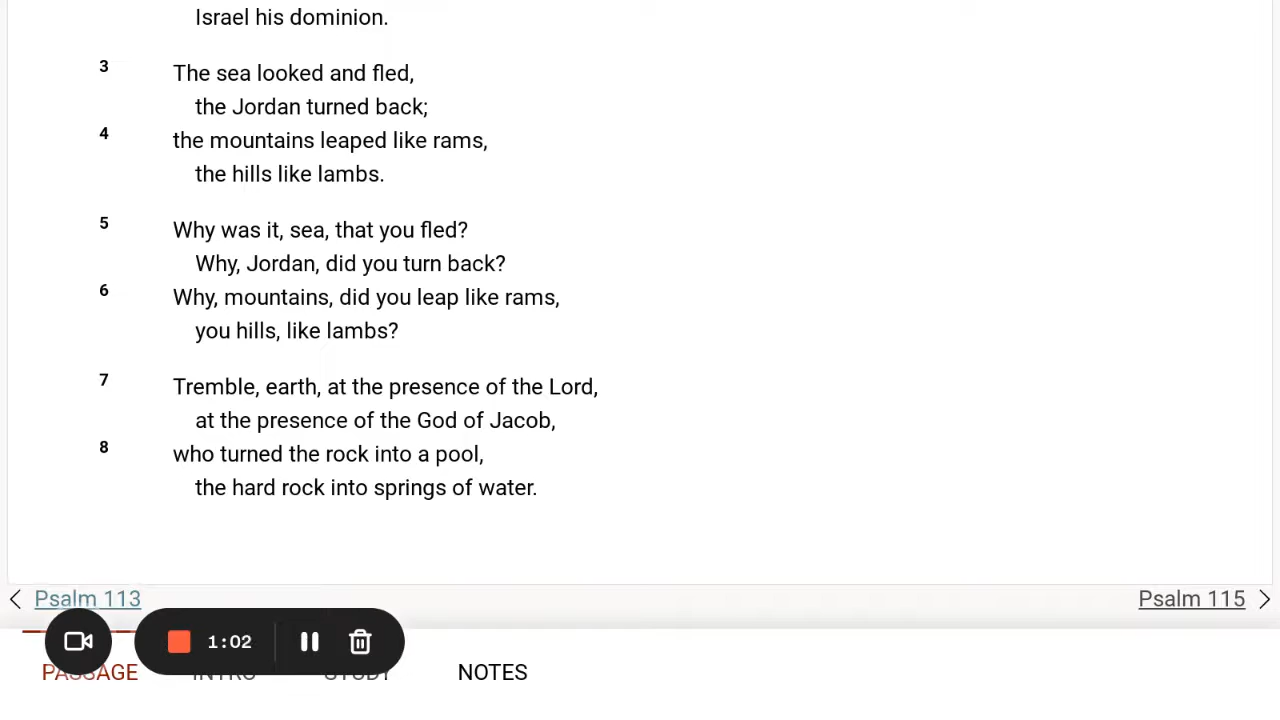 Israel his dominion.
3 The sea looked and fled,
the Jordan turned back;
4 the mountains leaped like rams,
the hills like lambs.
5 Why was it, sea, that you fled?
Why, Jordan, did you turn back?
6 Why, mountains, did you leap like rams,
you hills, like lambs?
7 Tremble, earth, at the presence of the Lord,
at the presence of the God of Jacob,
8 who turned the rock into a pool,
the hard rock into springs of water.
Psalm 113 Psalm 115
1:02
PASSAGE INTRO STUDY NOTES